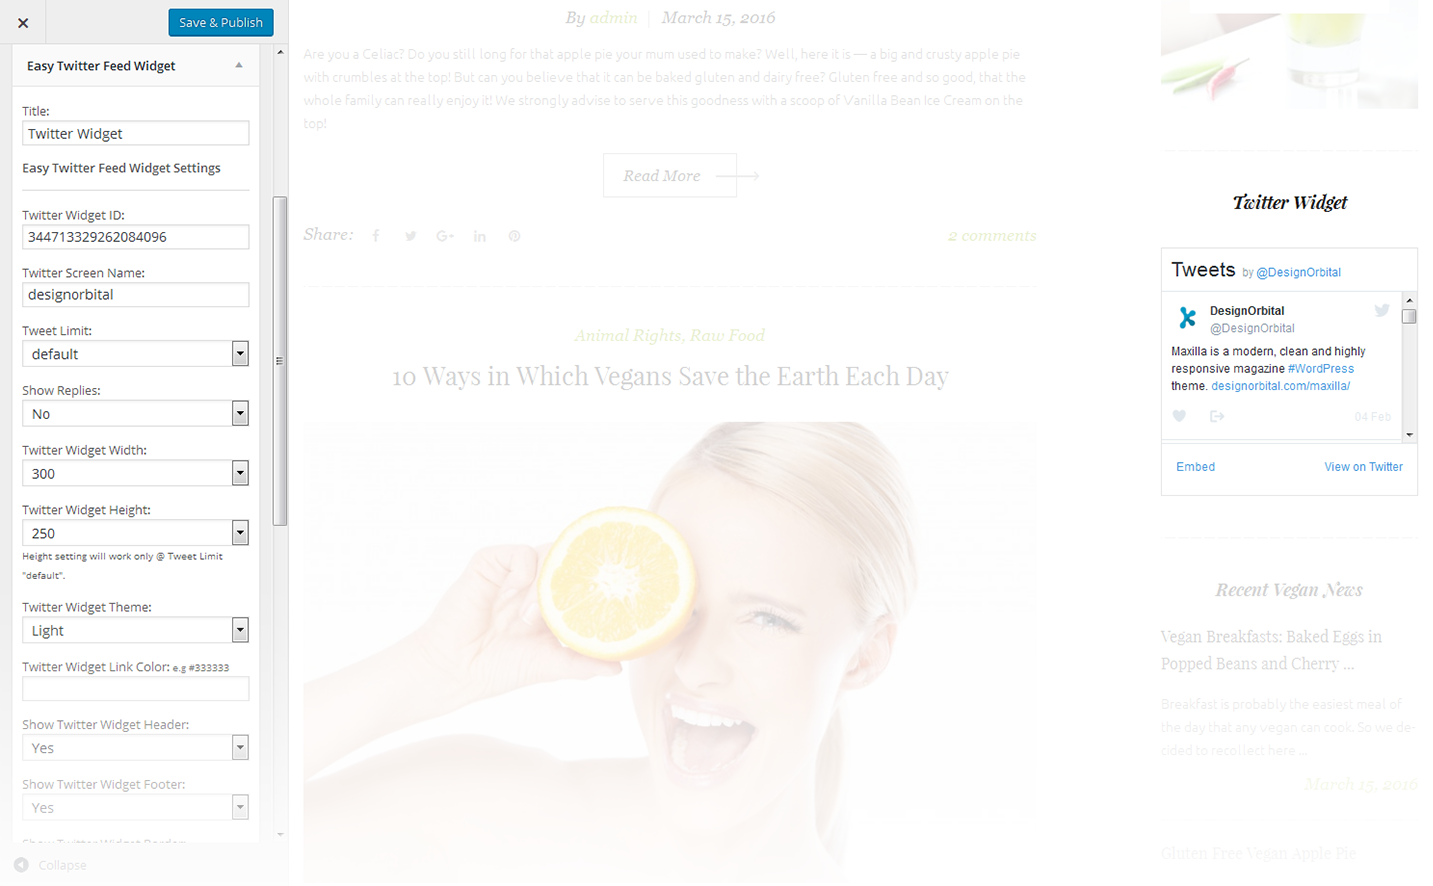 Save & Publish
Easy Twitter Feed Widget
Title:
Twitter Widget
Easy Twitter Feed Widget Settings
Twitter Widget ID:
344713329262084096
Twitter Screen Name:
designorbital
Tweet Limit:
default
Show Replies:
No
Twitter Widget Width:
300
Twitter Widget Height:
250
Height setting will work only @ Tweet Limit
"default".
Twitter Widget Theme:
Light
Twitter Widget Link Color: e.g #333333
Show Twitter Widget Header:
Yes
Show Twitter Widget Footer:
Yes
Show Twitter Widget Border:
Collapse
By admin | March 15, 2016
Are you a Celiac? Do you still long for that apple pie your mum used to make? Well, here it is — a big and crusty apple pie
with crumbles at the top! But can you believe that it can be baked gluten and dairy free? Gluten free and so good, that the
whole family can really enjoy it! We strongly advise to serve this goodness with a scoop of Vanilla Bean Ice Cream on the
top!
Read More
Share:
2 comments
Animal Rights, Raw Food
10 Ways in Which Vegans Save the Earth Each Day
Twitter Widget
Tweets by @DesignOrbital
DesignOrbital
@DesignOrbital
Maxilla is a modern, clean and highly
responsive magazine #WordPress
theme. designorbital.com/maxilla/
04 Feb
Embed
View on Twitter
Recent Vegan News
Vegan Breakfasts: Baked Eggs in
Popped Beans and Cherry ...
Breakfast is probably the easiest meal of
the day that any vegan can cook. So we de-
cided to recollect here ...
March 15, 2016
Gluten Free Vegan Apple Pie